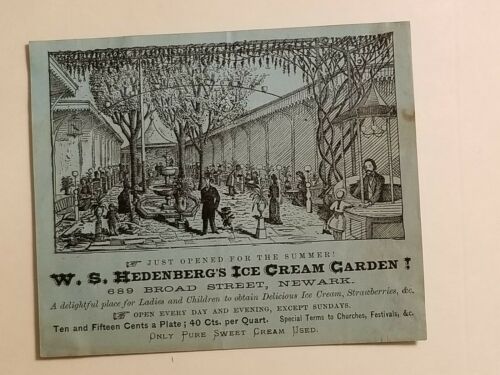 ☞ JUST OPENED FOR THE SUMMER!
W. S. HEDENBERG'S ICE CREAM GARDEN!
689 BROAD STREET, NEWARK.
A delightful place for Ladies and Children to obtain Delicious Ice Cream, Strawberries, &c.
☞ OPEN EVERY DAY AND EVENING, EXCEPT SUNDAYS.
Ten and Fifteen Cents a Plate; 40 Cts. per Quart. Special Terms to Churches, Festivals, &c.
ONLY PURE SWEET CREAM USED.